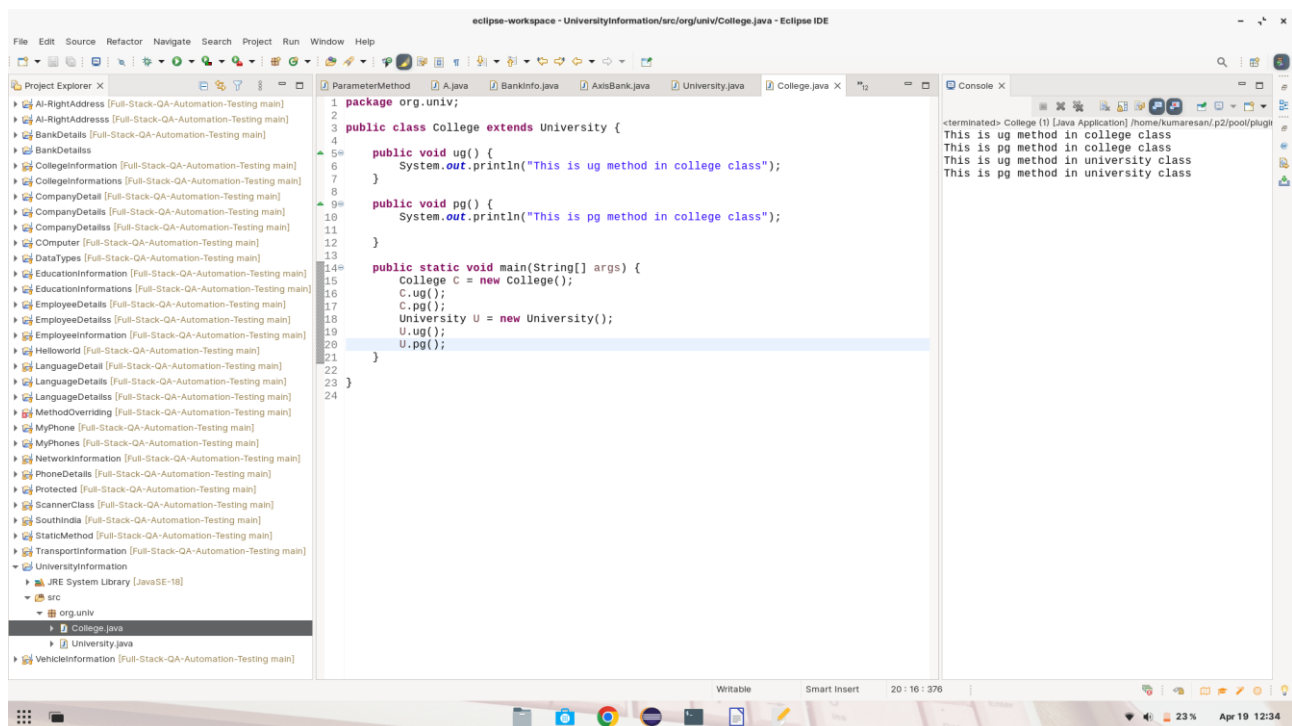 eclipse-workspace - UniversityInformation/src/org/univ/College.java - Eclipse IDE
File Edit Source Refactor Navigate Search Project Run Window Help
Project Explorer
AI-RightAddress [Full-Stack-QA-Automation-Testing main]
AI-RightAddresss [Full-Stack-QA-Automation-Testing main]
BankDetails [Full-Stack-QA-Automation-Testing main]
BankDetailss
CollegeInformation [Full-Stack-QA-Automation-Testing main]
CollegeInformations [Full-Stack-QA-Automation-Testing main]
CompanyDetail [Full-Stack-QA-Automation-Testing main]
CompanyDetails [Full-Stack-QA-Automation-Testing main]
CompanyDetailss [Full-Stack-QA-Automation-Testing main]
COmputer [Full-Stack-QA-Automation-Testing main]
DataTypes [Full-Stack-QA-Automation-Testing main]
EducationInformation [Full-Stack-QA-Automation-Testing main]
EducationInformations [Full-Stack-QA-Automation-Testing main]
EmployeeDetails [Full-Stack-QA-Automation-Testing main]
EmployeeDetailss [Full-Stack-QA-Automation-Testing main]
EmployeeInformation [Full-Stack-QA-Automation-Testing main]
Helloworld [Full-Stack-QA-Automation-Testing main]
LanguageDetail [Full-Stack-QA-Automation-Testing main]
LanguageDetails [Full-Stack-QA-Automation-Testing main]
LanguageDetailss [Full-Stack-QA-Automation-Testing main]
MethodOverriding [Full-Stack-QA-Automation-Testing main]
MyPhone [Full-Stack-QA-Automation-Testing main]
MyPhones [Full-Stack-QA-Automation-Testing main]
NetworkInformation [Full-Stack-QA-Automation-Testing main]
PhoneDetails [Full-Stack-QA-Automation-Testing main]
Protected [Full-Stack-QA-Automation-Testing main]
ScannerClass [Full-Stack-QA-Automation-Testing main]
SouthIndia [Full-Stack-QA-Automation-Testing main]
StaticMethod [Full-Stack-QA-Automation-Testing main]
TransportInformation [Full-Stack-QA-Automation-Testing main]
UniversityInformation
JRE System Library [JavaSE-18]
src
org.univ
College.java
University.java
VehicleInformation [Full-Stack-QA-Automation-Testing main]
ParameterMethod A.java BankInfo.java AxisBank.java University.java College.java 12
1 package org.univ;
2
3 public class College extends University {
4
5 public void ug() {
6 System.out.println("This is ug method in college class");
7 }
8
9 public void pg() {
10 System.out.println("This is pg method in college class");
11
12 }
13
14 public static void main(String[] args) {
15 College C = new College();
16 C.ug();
17 C.pg();
18 University U = new University();
19 U.ug();
20 U.pg();
21 }
22
23 }
24
Console
<terminated> College (1) [Java Application] /home/kumaresan/.p2/pool/plugi
This is ug method in college class
This is pg method in college class
This is ug method in university class
This is pg method in university class
Writable Smart Insert 20 : 16 : 376
23 % Apr 19 12:34